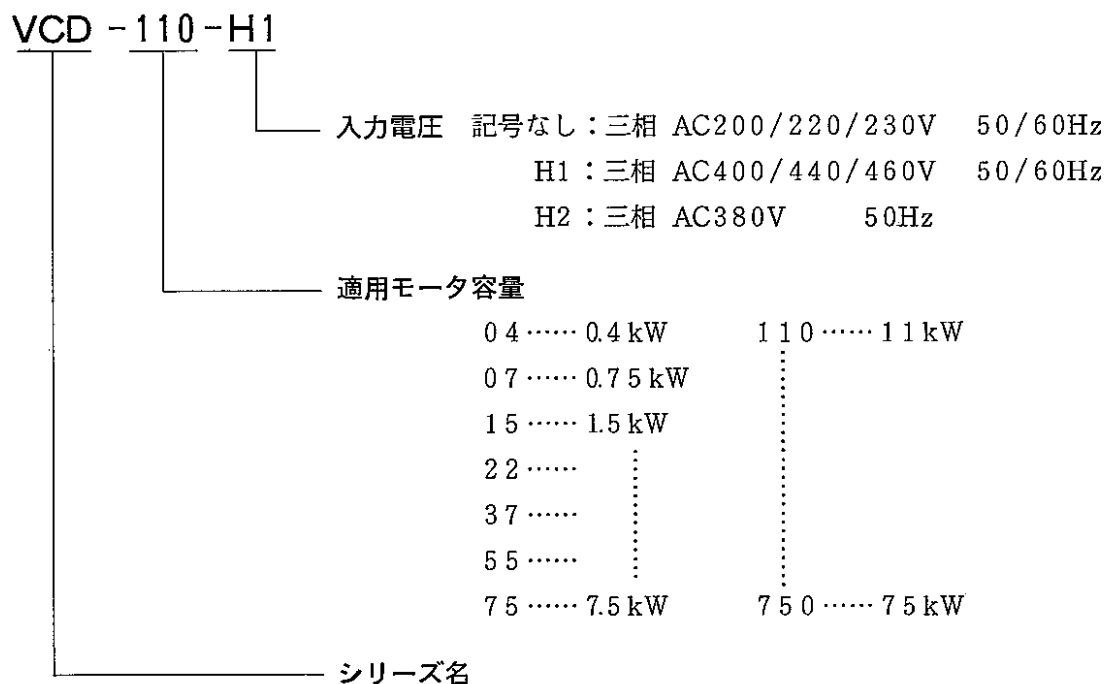 VCD-110-H1
入力電圧 記号なし：三相 AC200/220/230V 50/60Hz
H1：三相 AC400/440/460V 50/60Hz
H2：三相 AC380V 50Hz
適用モータ容量
04……0.4kW 110……11kW
07……0.75kW
15……1.5kW
22……
37……
55……
75……7.5kW 750……75kW
シリーズ名